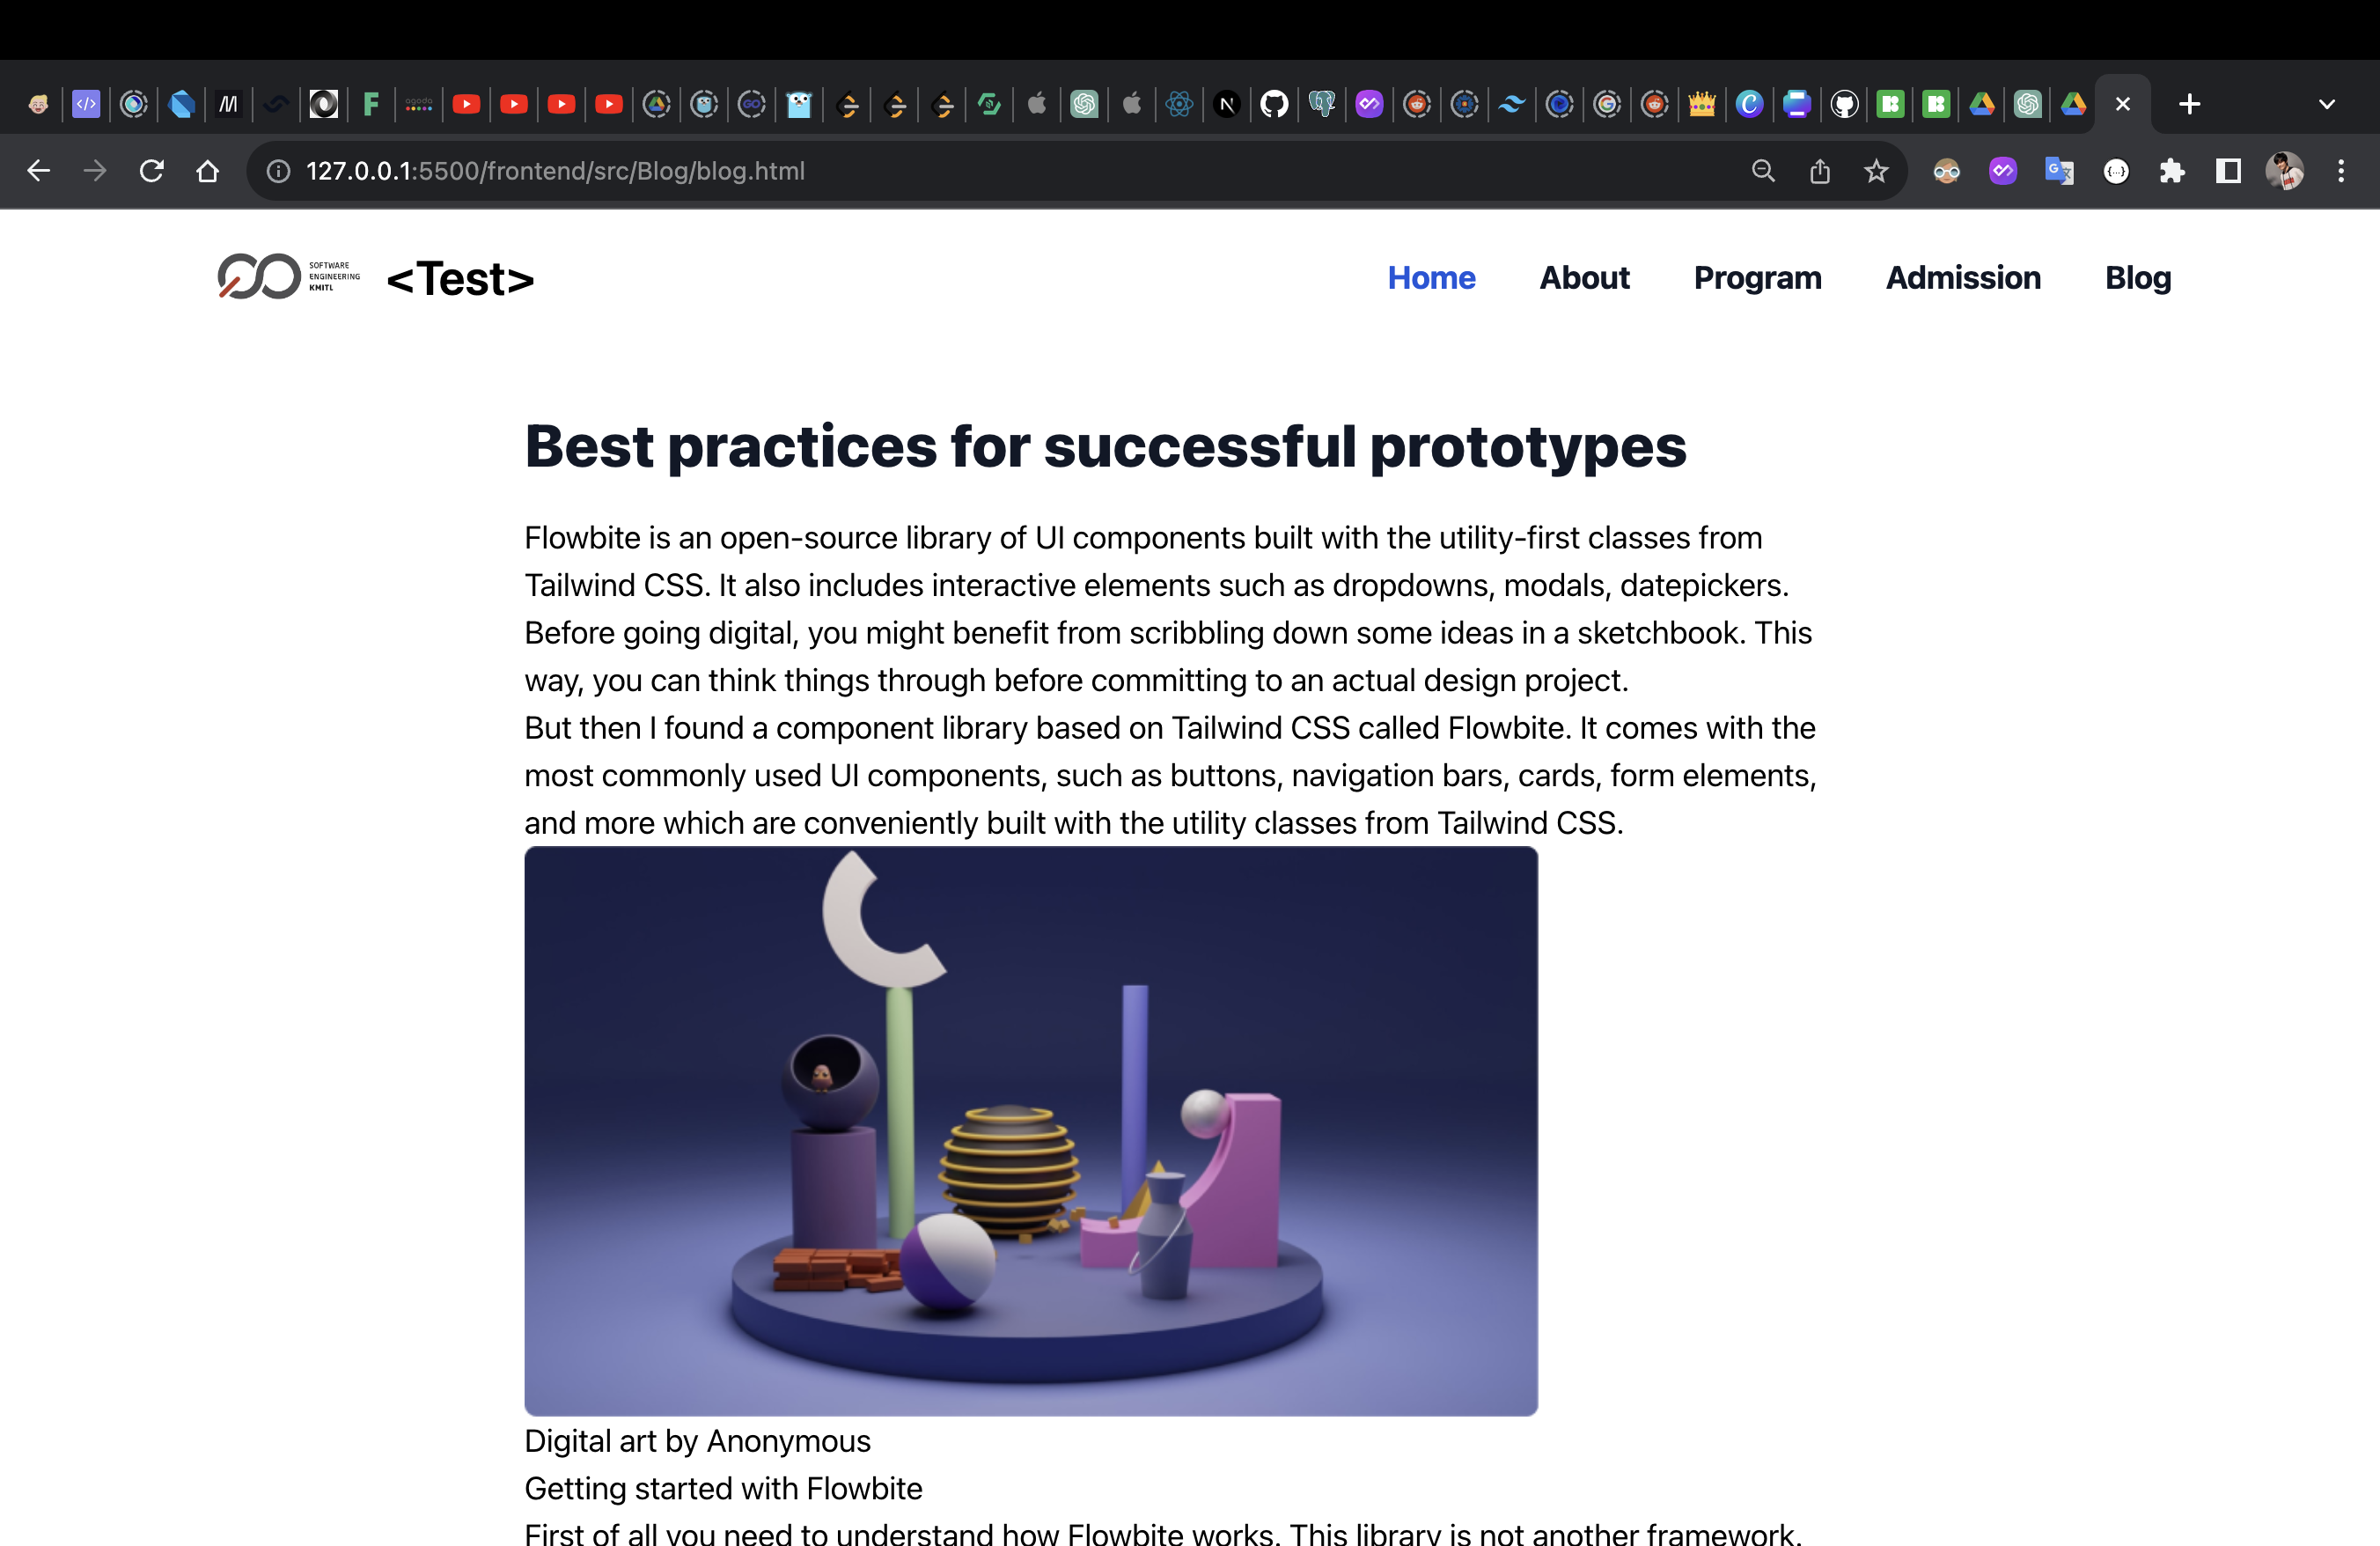 127.0.0.1:5500/frontend/src/Blog/blog.html
SOFTWARE
ENGINEERING
KMITL
<Test>
Home About Program Admission Blog
Best practices for successful prototypes
Flowbite is an open-source library of UI components built with the utility-first classes from
Tailwind CSS. It also includes interactive elements such as dropdowns, modals, datepickers.
Before going digital, you might benefit from scribbling down some ideas in a sketchbook. This
way, you can think things through before committing to an actual design project.
But then I found a component library based on Tailwind CSS called Flowbite. It comes with the
most commonly used UI components, such as buttons, navigation bars, cards, form elements,
and more which are conveniently built with the utility classes from Tailwind CSS.
Digital art by Anonymous
Getting started with Flowbite
First of all you need to understand how Flowbite works. This library is not another framework.